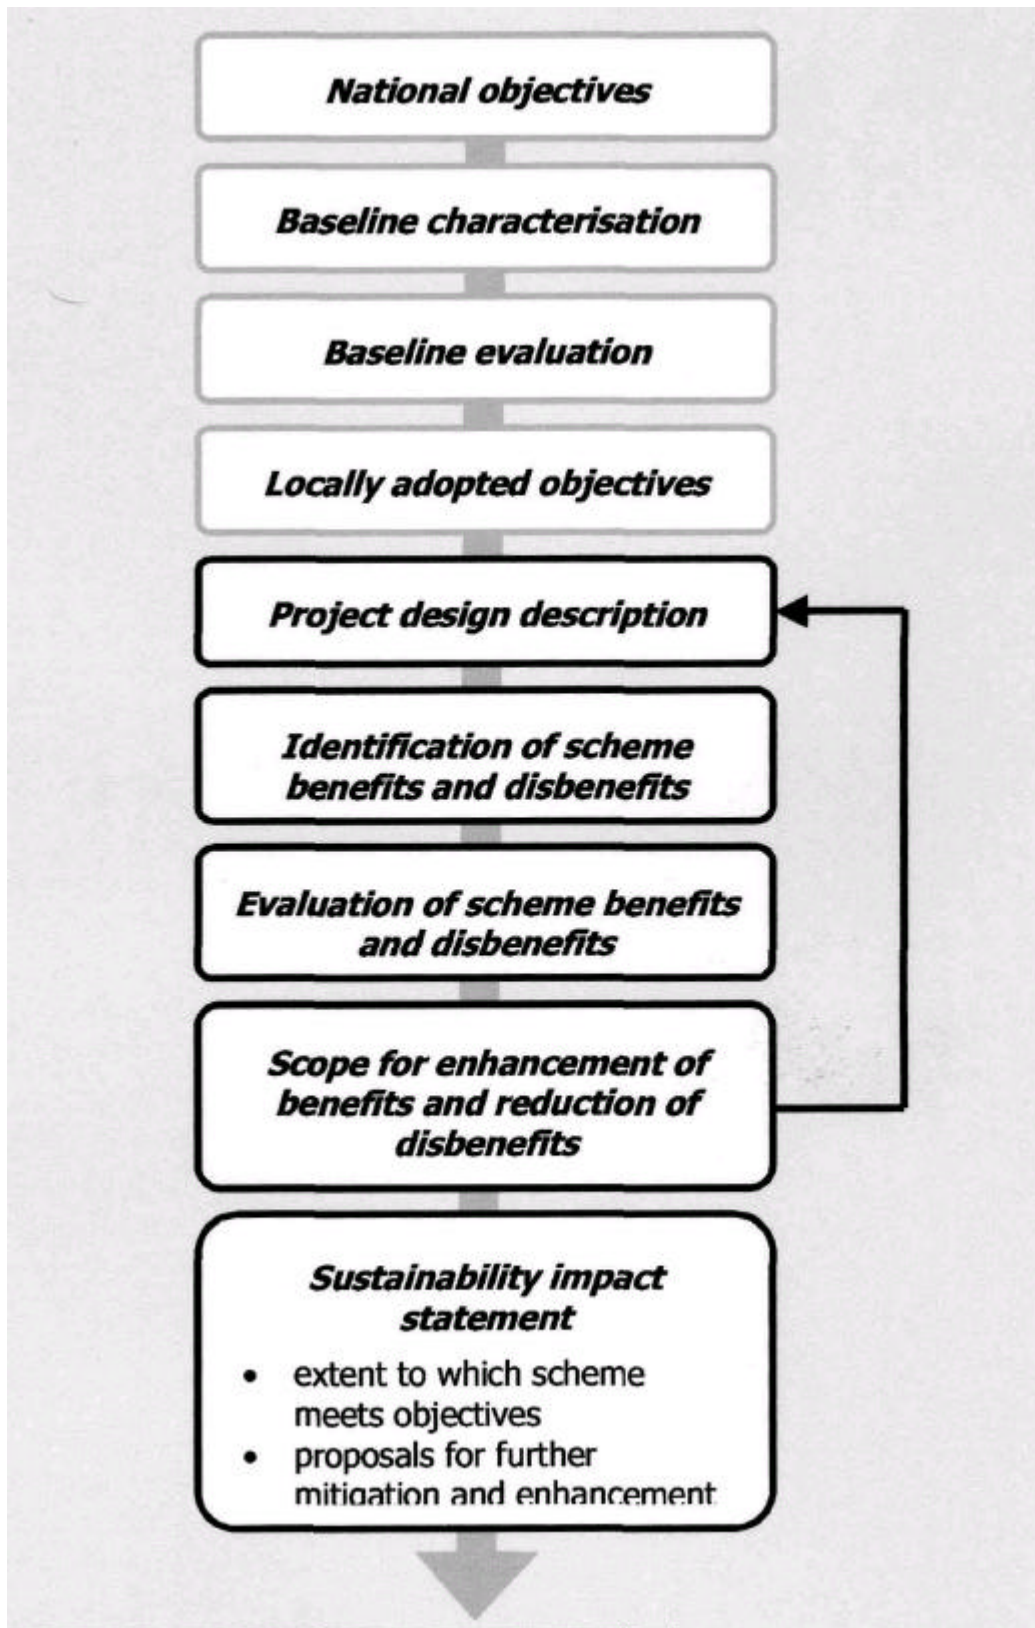 National objectives
Baseline characterisation
Baseline evaluation
Locally adopted objectives
Project design description
Identification of scheme
benefits and disbenefits
Evaluation of scheme benefits
and disbenefits
Scope for enhancement of
benefits and reduction of
disbenefits
Sustainability impact
statement
• extent to which scheme
meets objectives
• proposals for further
mitigation and enhancement